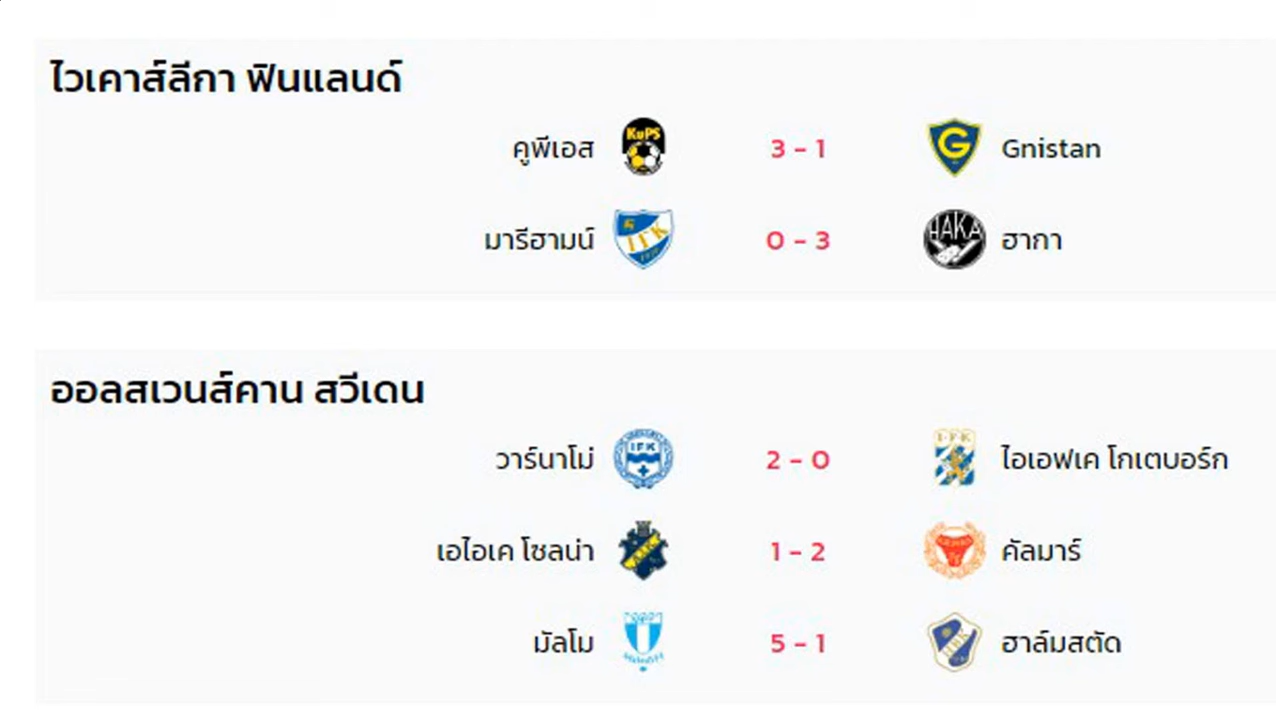 ไวเคาส์ลีกา ฟินแลนด์
คูพีเอส KuPS 3 - 1 G Gnistan
มารีฮามน์ IFK 0 - 3 HAKA ฮากา
ออลสเวนส์คาน สวีเดน
วาร์นาโม่ IFK 2 - 0 I.F.K ไอเอฟเค โกเตบอร์ก
เอไอเค โซลน่า AIK 1 - 2 คัลมาร์
มัลโม 5 - 1 ฮาล์มสตัด